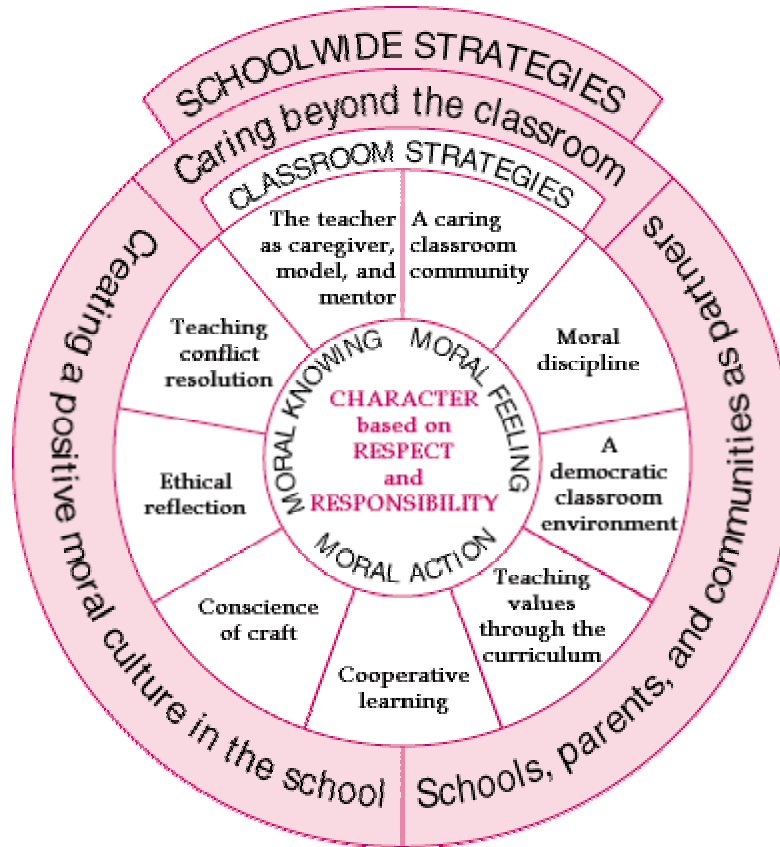 SCHOOLWIDE STRATEGIES
Caring beyond the classroom
CLASSROOM STRATEGIES
The teacher
as caregiver,
model, and
mentor
A caring
classroom
community
Moral
discipline
A
democratic
classroom
environment
Teaching
values
through the
curriculum
Cooperative
learning
Conscience
of craft
Ethical
reflection
Teaching
conflict
resolution
MORAL KNOWING
MORAL FEELING
MORAL ACTION
CHARACTER
based on
RESPECT
and
RESPONSIBILITY
Creating a positive moral culture in the school
Schools, parents, and communities as partners